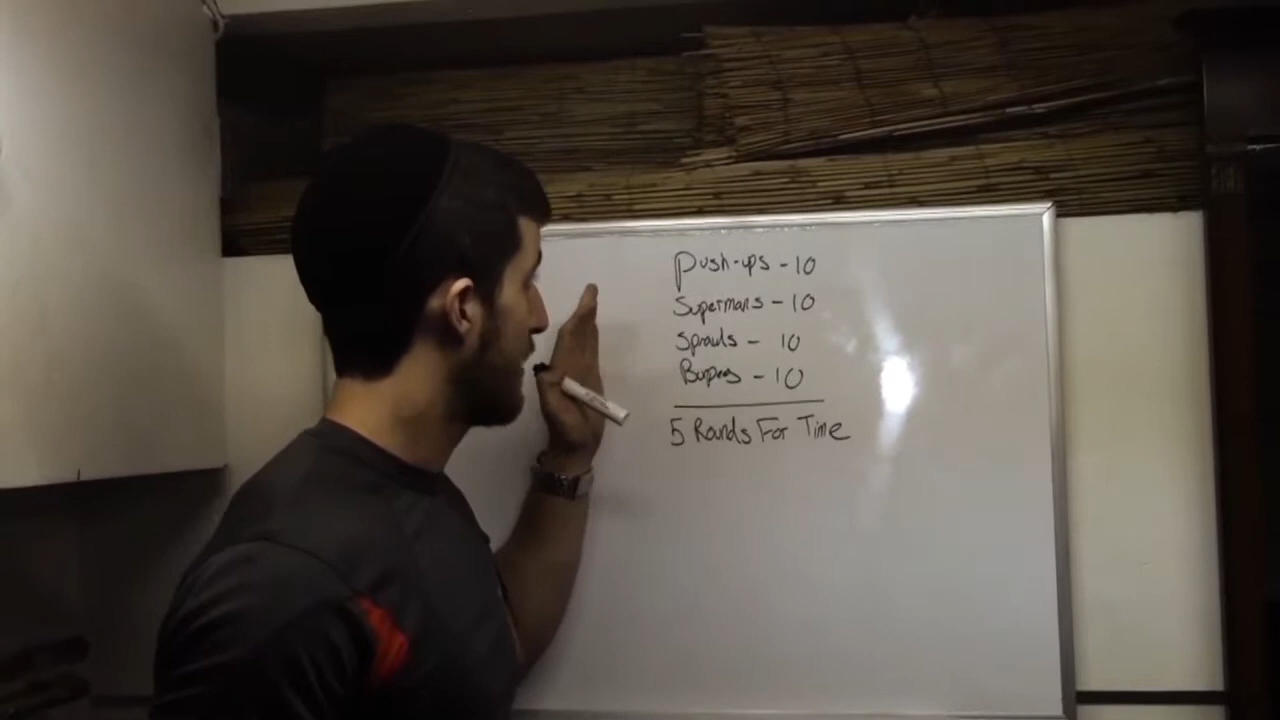 Push-ups - 10
Supermans - 10
Sprawls - 10
Burpees - 10
5 Rounds For Time